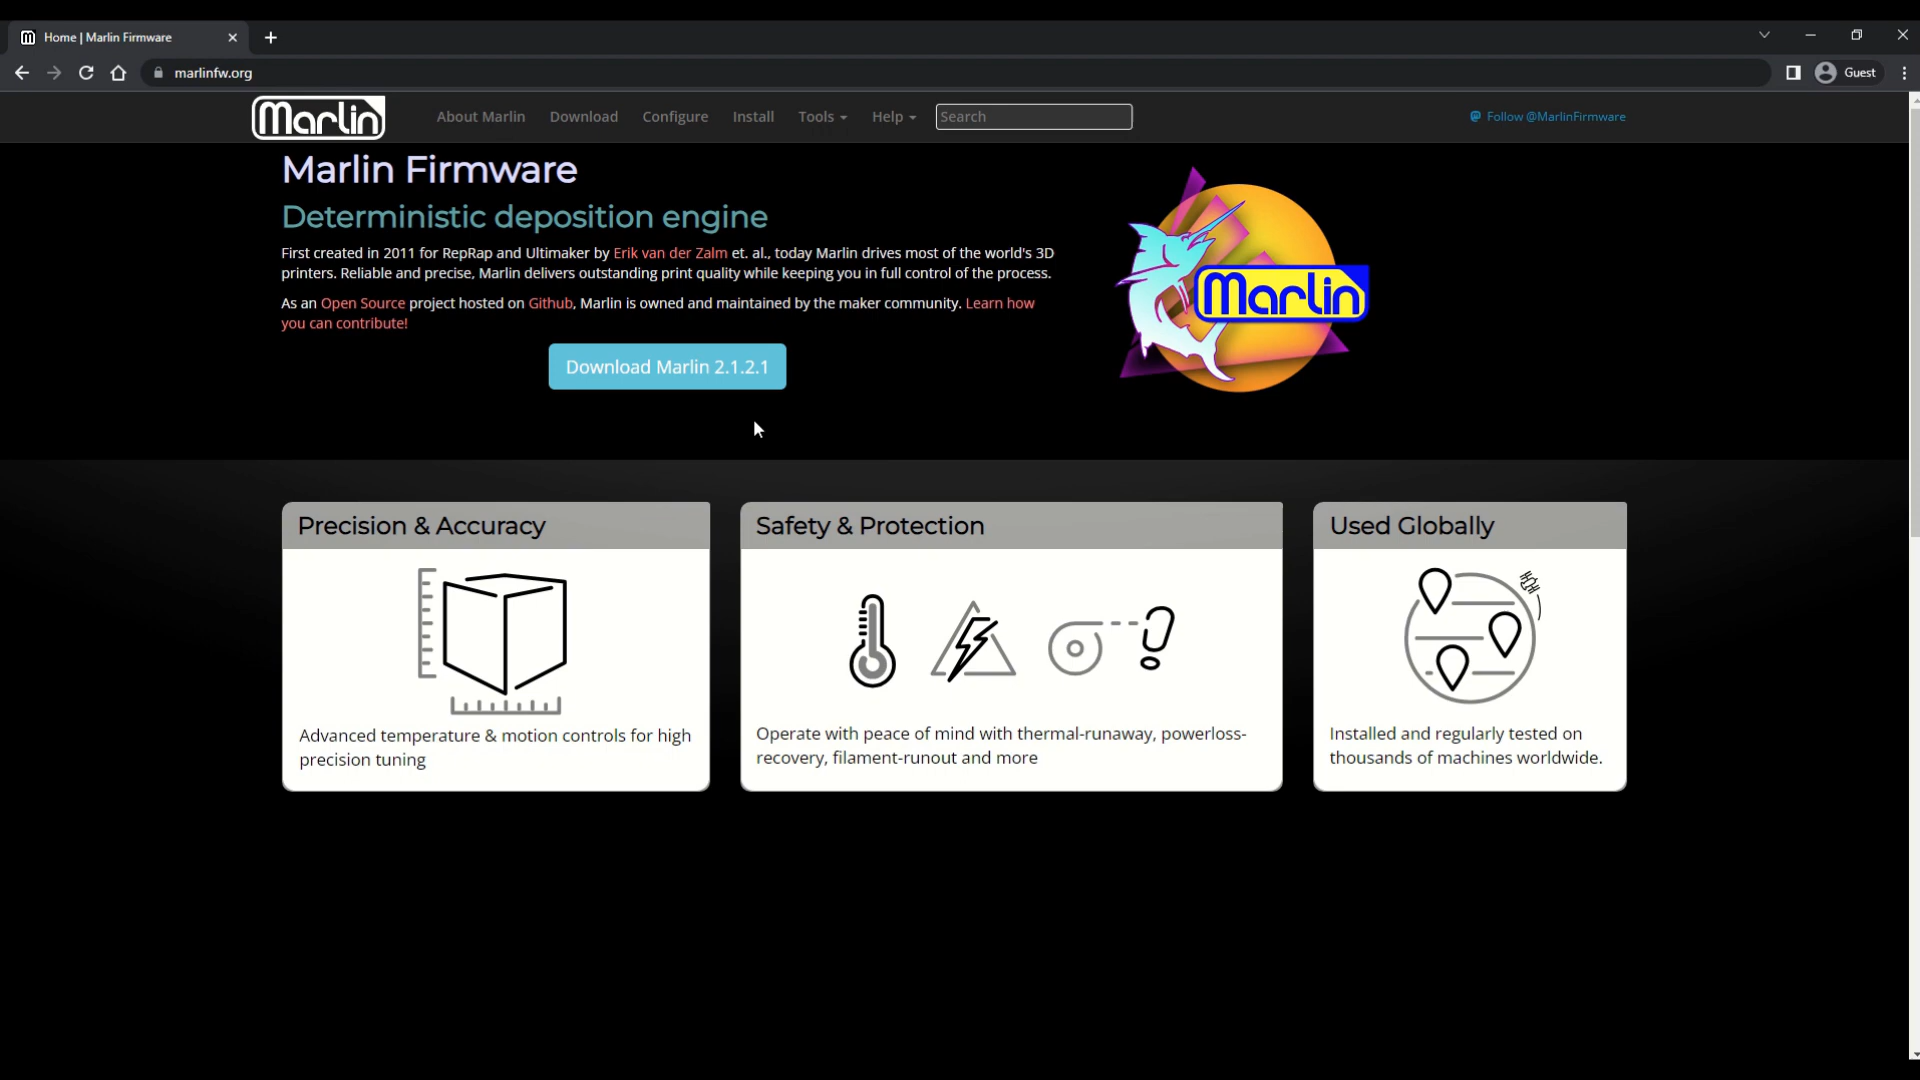 Home | Marlin Firmware
marlinfw.org
Guest
Marlin
About Marlin
Download
Configure
Install
Tools
Help
Search
Follow @MarlinFirmware
Marlin Firmware
Deterministic deposition engine
First created in 2011 for RepRap and Ultimaker by Erik van der Zalm et. al., today Marlin drives most of the world's 3D
printers. Reliable and precise, Marlin delivers outstanding print quality while keeping you in full control of the process.
As an Open Source project hosted on Github, Marlin is owned and maintained by the maker community. Learn how
you can contribute!
Download Marlin 2.1.2.1
Marlin
Precision & Accuracy
Advanced temperature & motion controls for high
precision tuning
Safety & Protection
Operate with peace of mind with thermal-runaway, powerloss-
recovery, filament-runout and more
Used Globally
Installed and regularly tested on
thousands of machines worldwide.